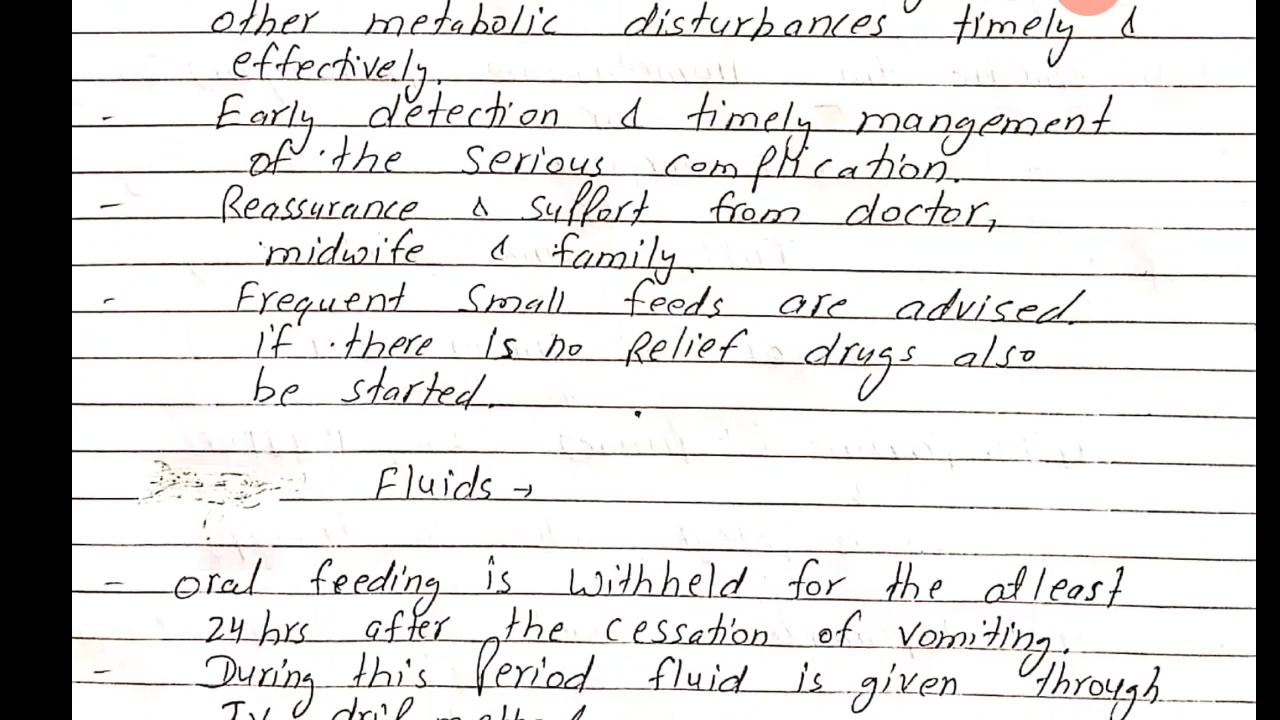 other metabolic disturbances timely &
effectively.
- Early detection & timely mangement
of the serious complication.
- Reassurance & support from doctor,
midwife & family.
- Frequent small feeds are advised.
if there is no Relief drugs also
be started.
Fluids →
- oral feeding is withheld for the atleast
24 hrs after the cessation of vomiting.
- During this Period fluid is given through